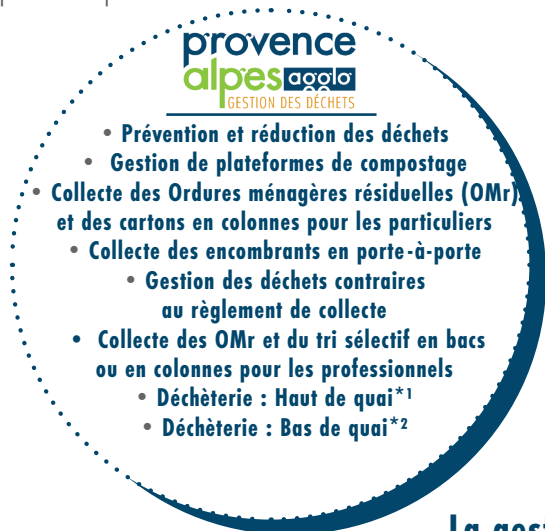 provence
alpes agglo
GESTION DES DÉCHETS
• Prévention et réduction des déchets
• Gestion de plateformes de compostage
• Collecte des Ordures ménagères résiduelles (OMr)
et des cartons en colonnes pour les particuliers
• Collecte des encombrants en porte-à-porte
• Gestion des déchets contraires
au règlement de collecte
• Collecte des OMr et du tri sélectif en bacs
ou en colonnes pour les professionnels
• Déchèterie : Haut de quai*1
• Déchèterie : Bas de quai*2